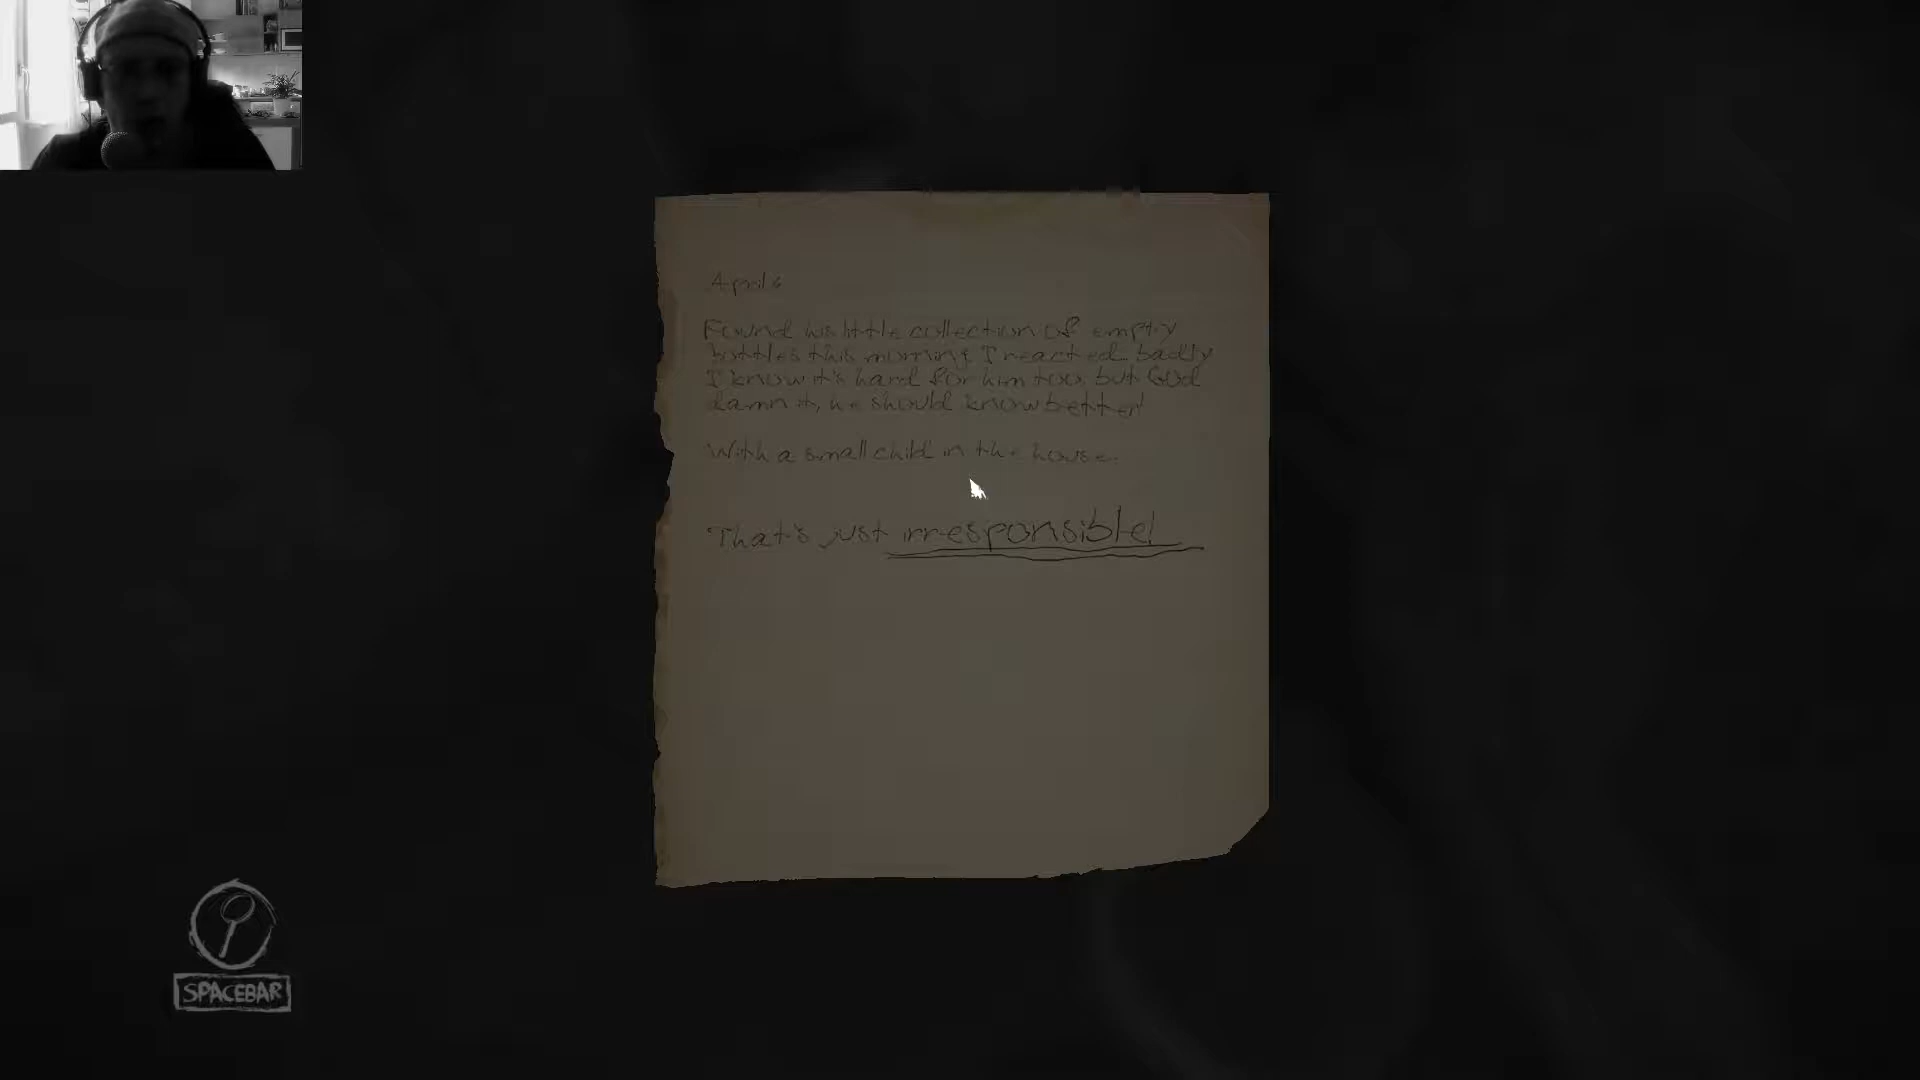 April 6
Found his little collection of empty
bottles this morning I reacted badly
I know it's hard for him too, but God
damn it, he should know better!
With a small child in the house.
That's just irresponsible!
SPACEBAR